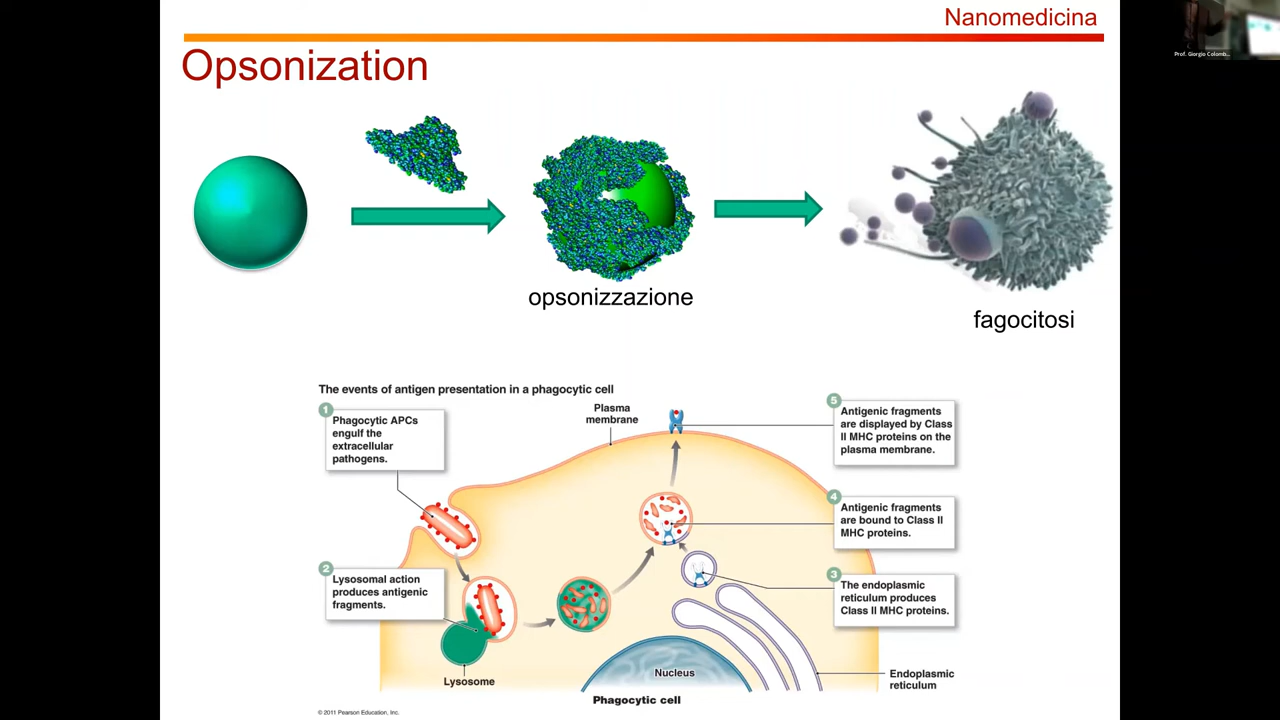 Nanomedicina
Prof. Giorgio Colomb...
Opsonization
opsonizzazione
fagocitosi
The events of antigen presentation in a phagocytic cell
1
Phagocytic APCs
engulf the
extracellular
pathogens.
Plasma
membrane
5
Antigenic fragments
are displayed by Class
II MHC proteins on the
plasma membrane.
4
Antigenic fragments
are bound to Class II
MHC proteins.
2
Lysosomal action
produces antigenic
fragments.
3
The endoplasmic
reticulum produces
Class II MHC proteins.
Lysosome
Nucleus
Endoplasmic
reticulum
Phagocytic cell
© 2011 Pearson Education, Inc.